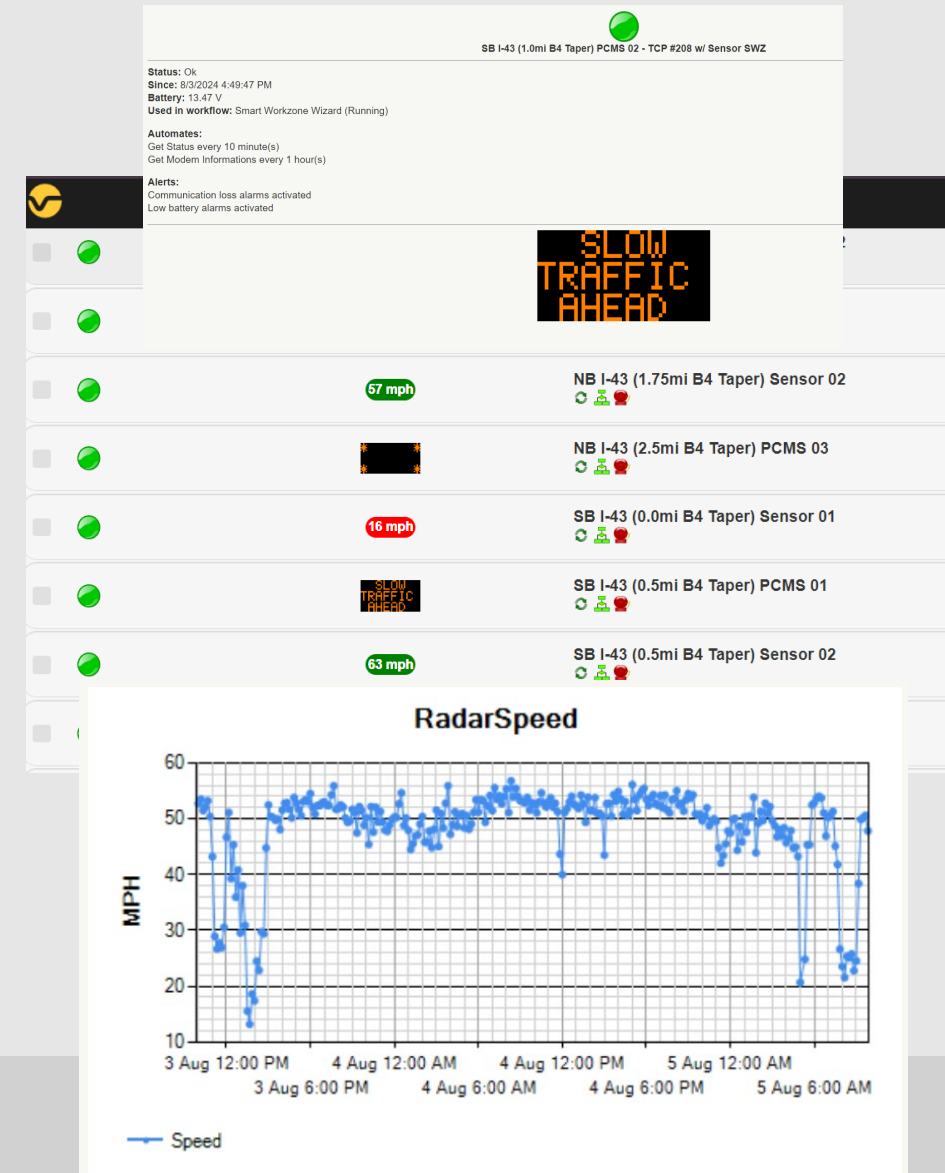 SB I-43 (1.0mi B4 Taper) PCMS 02 - TCP #208 w/ Sensor SWZ
Status: Ok
Since: 8/3/2024 4:49:47 PM
Battery: 13.47 V
Used in workflow: Smart Workzone Wizard (Running)
Automates:
Get Status every 10 minute(s)
Get Modem Informations every 1 hour(s)
Alerts:
Communication loss alarms activated
Low battery alarms activated
SLOW
TRAFFIC
AHEAD
57 mph
NB I-43 (1.75mi B4 Taper) Sensor 02
NB I-43 (2.5mi B4 Taper) PCMS 03
16 mph
SB I-43 (0.0mi B4 Taper) Sensor 01
SLOW
TRAFFIC
AHEAD
SB I-43 (0.5mi B4 Taper) PCMS 01
63 mph
SB I-43 (0.5mi B4 Taper) Sensor 02
RadarSpeed
60
50
40
30
20
10
MPH
3 Aug 12:00 PM
4 Aug 12:00 AM
4 Aug 12:00 PM
5 Aug 12:00 AM
3 Aug 6:00 PM
4 Aug 6:00 AM
4 Aug 6:00 PM
5 Aug 6:00 AM
Speed